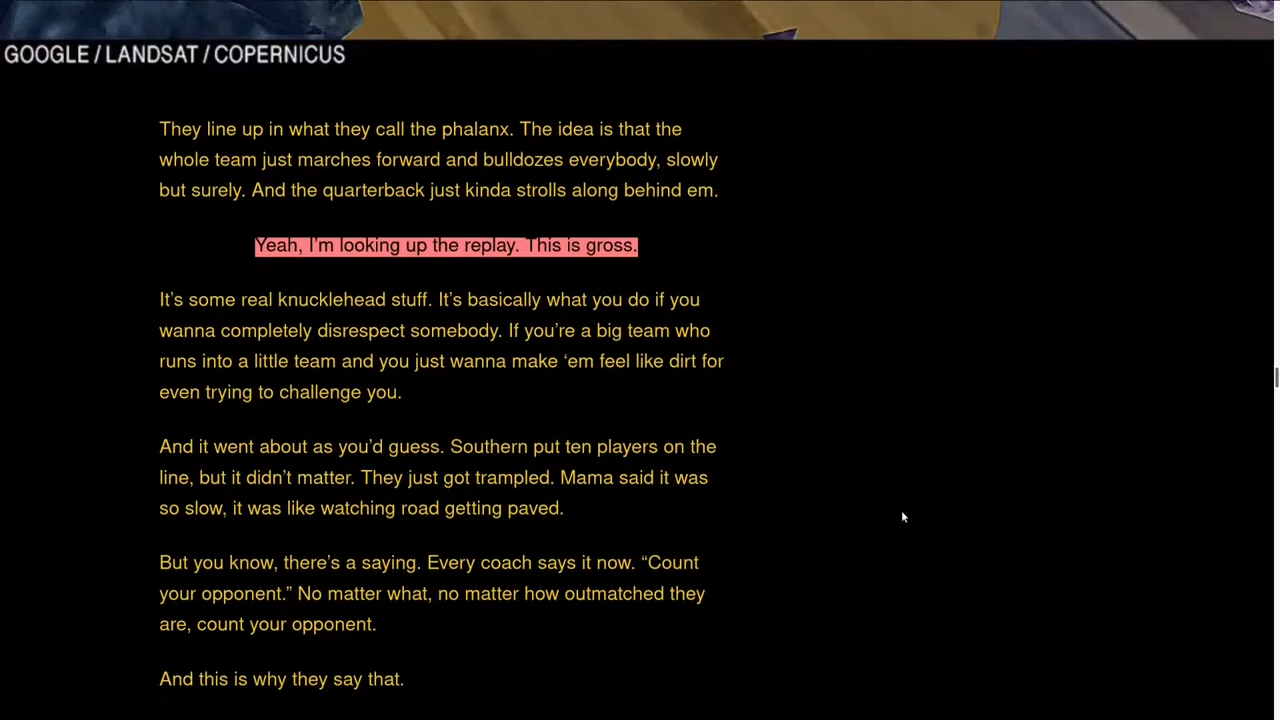 GOOGLE / LANDSAT / COPERNICUS
They line up in what they call the phalanx. The idea is that the
whole team just marches forward and bulldozes everybody, slowly
but surely. And the quarterback just kinda strolls along behind em.
Yeah, I’m looking up the replay. This is gross.
It’s some real knucklehead stuff. It’s basically what you do if you
wanna completely disrespect somebody. If you’re a big team who
runs into a little team and you just wanna make ‘em feel like dirt for
even trying to challenge you.
And it went about as you’d guess. Southern put ten players on the
line, but it didn’t matter. They just got trampled. Mama said it was
so slow, it was like watching road getting paved.
But you know, there’s a saying. Every coach says it now. “Count
your opponent.” No matter what, no matter how outmatched they
are, count your opponent.
And this is why they say that.